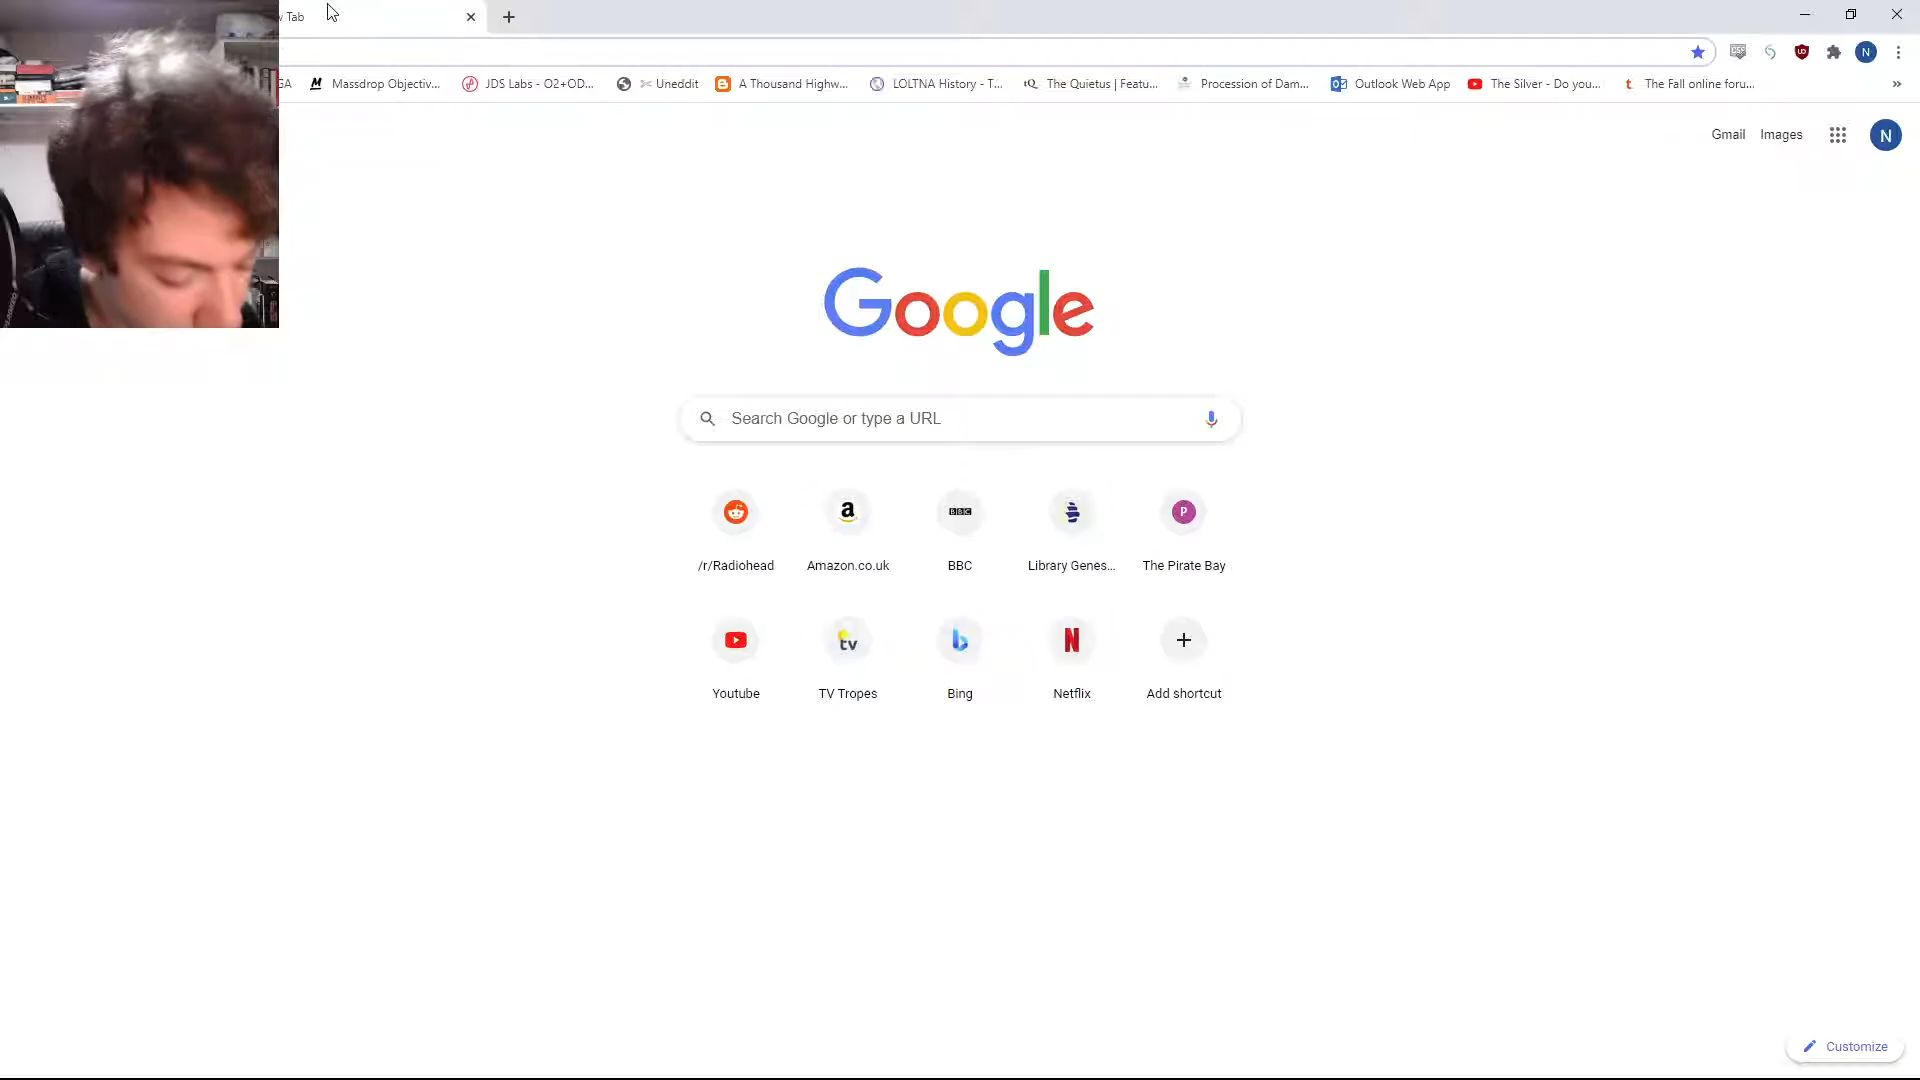 w Tab
GA Massdrop Objectiv... JDS Labs - O2+OD... Uneddit A Thousand Highw... LOLTNA History - T... The Quietus | Featu... Procession of Dam... Outlook Web App The Silver - Do you... The Fall online foru... »
Gmail Images N
Google
Search Google or type a URL
/r/Radiohead Amazon.co.uk BBC Library Genes... The Pirate Bay
Youtube TV Tropes Bing Netflix Add shortcut
Customize